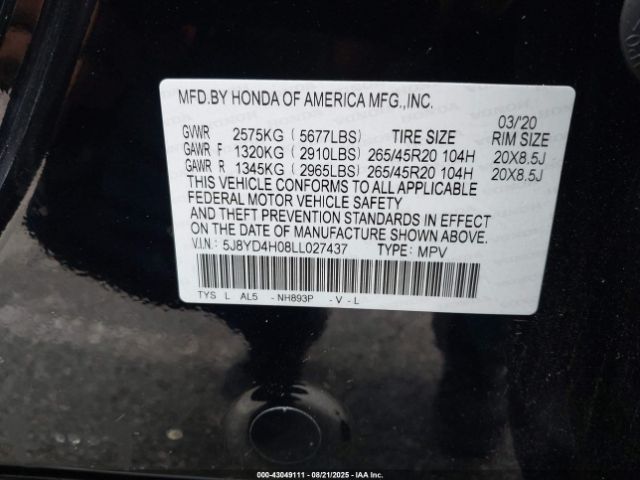 MFD.BY HONDA OF AMERICA MFG.,INC.
03/'20
GVWR 2575KG (5677LBS) TIRE SIZE RIM SIZE
GAWR F 1320KG (2910LBS) 265/45R20 104H 20X8.5J
GAWR R 1345KG (2965LBS) 265/45R20 104H 20X8.5J
THIS VEHICLE CONFORMS TO ALL APPLICABLE
FEDERAL MOTOR VEHICLE SAFETY
AND THEFT PREVENTION STANDARDS IN EFFECT
ON THE DATE OF MANUFACTURE SHOWN ABOVE.
V.I.N.: 5J8YD4H08LL027437 TYPE: MPV
TYS L AL5 -NH893P -V-L
000-43049111 - 08/21/2025 - IAA Inc.